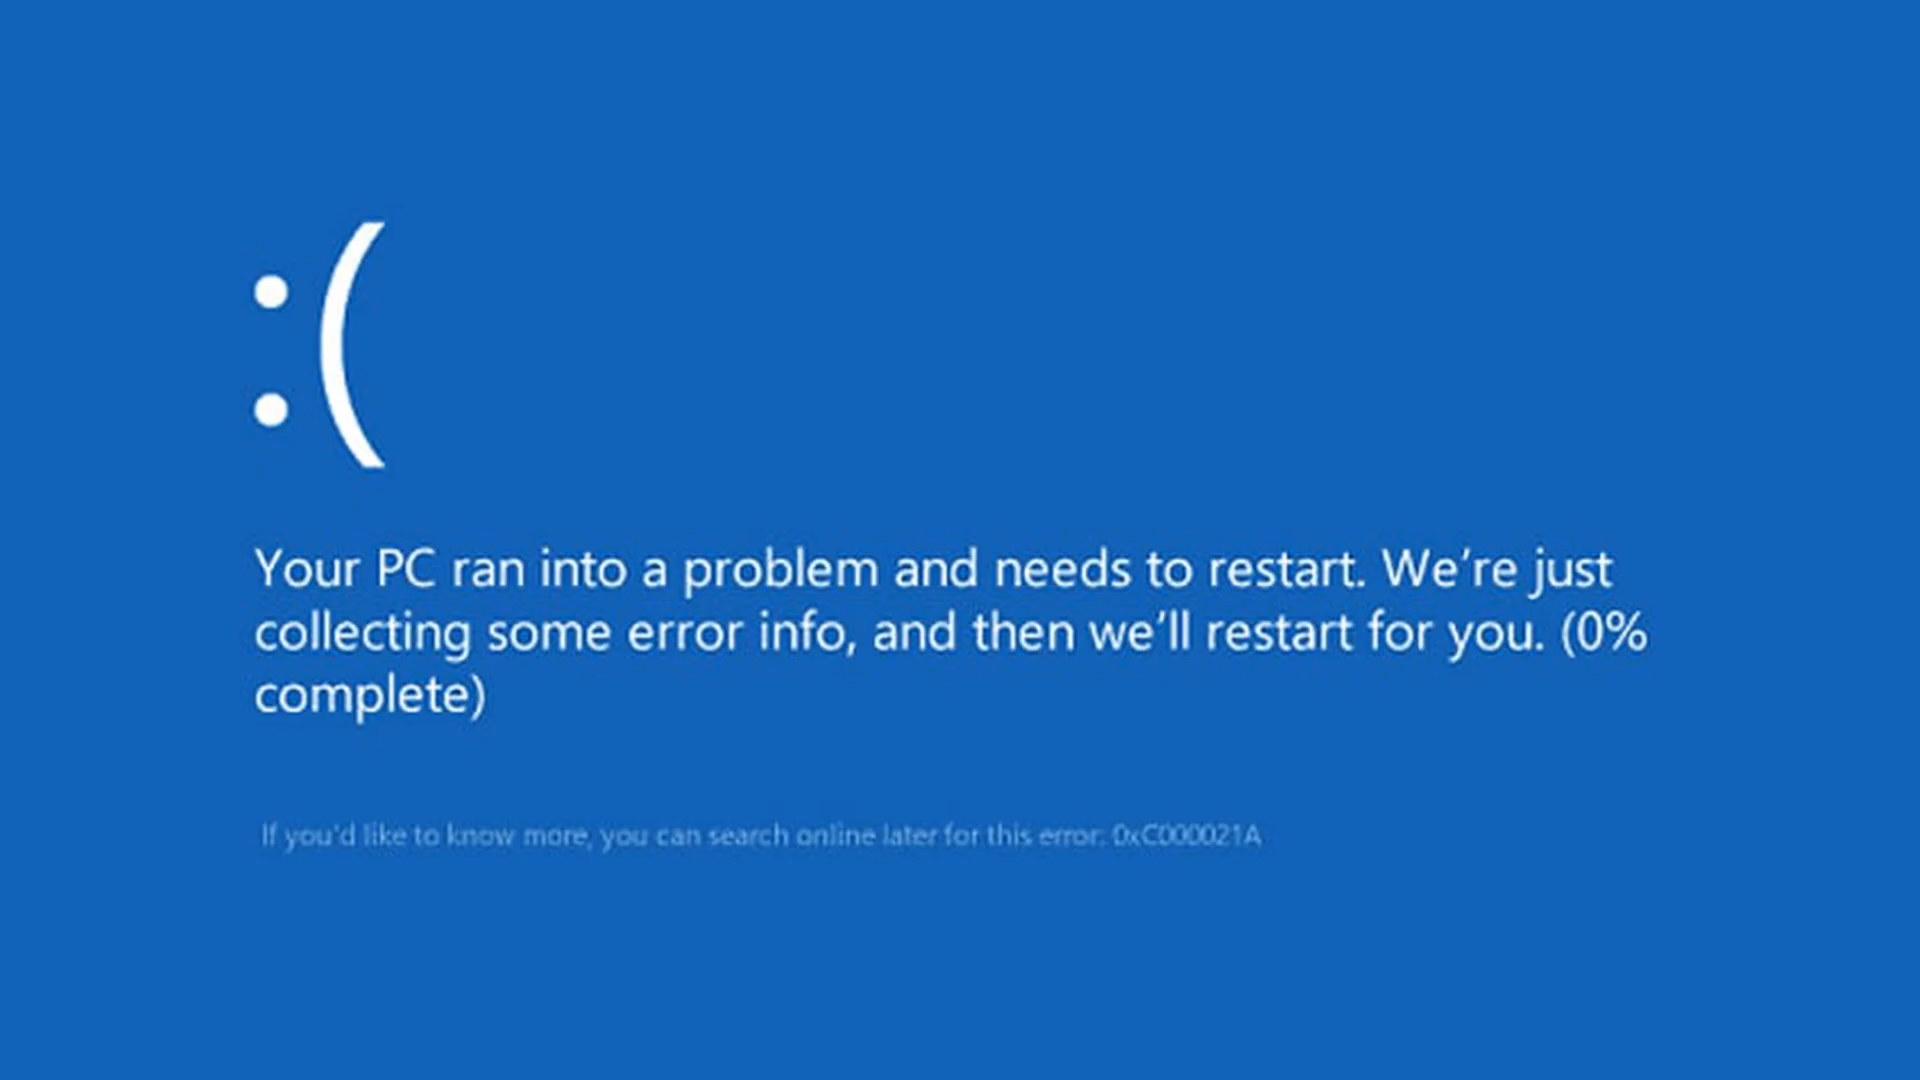 :(
Your PC ran into a problem and needs to restart. We're just
collecting some error info, and then we'll restart for you. (0%
complete)
If you'd like to know more, you can search online later for this error: 0xC000021A